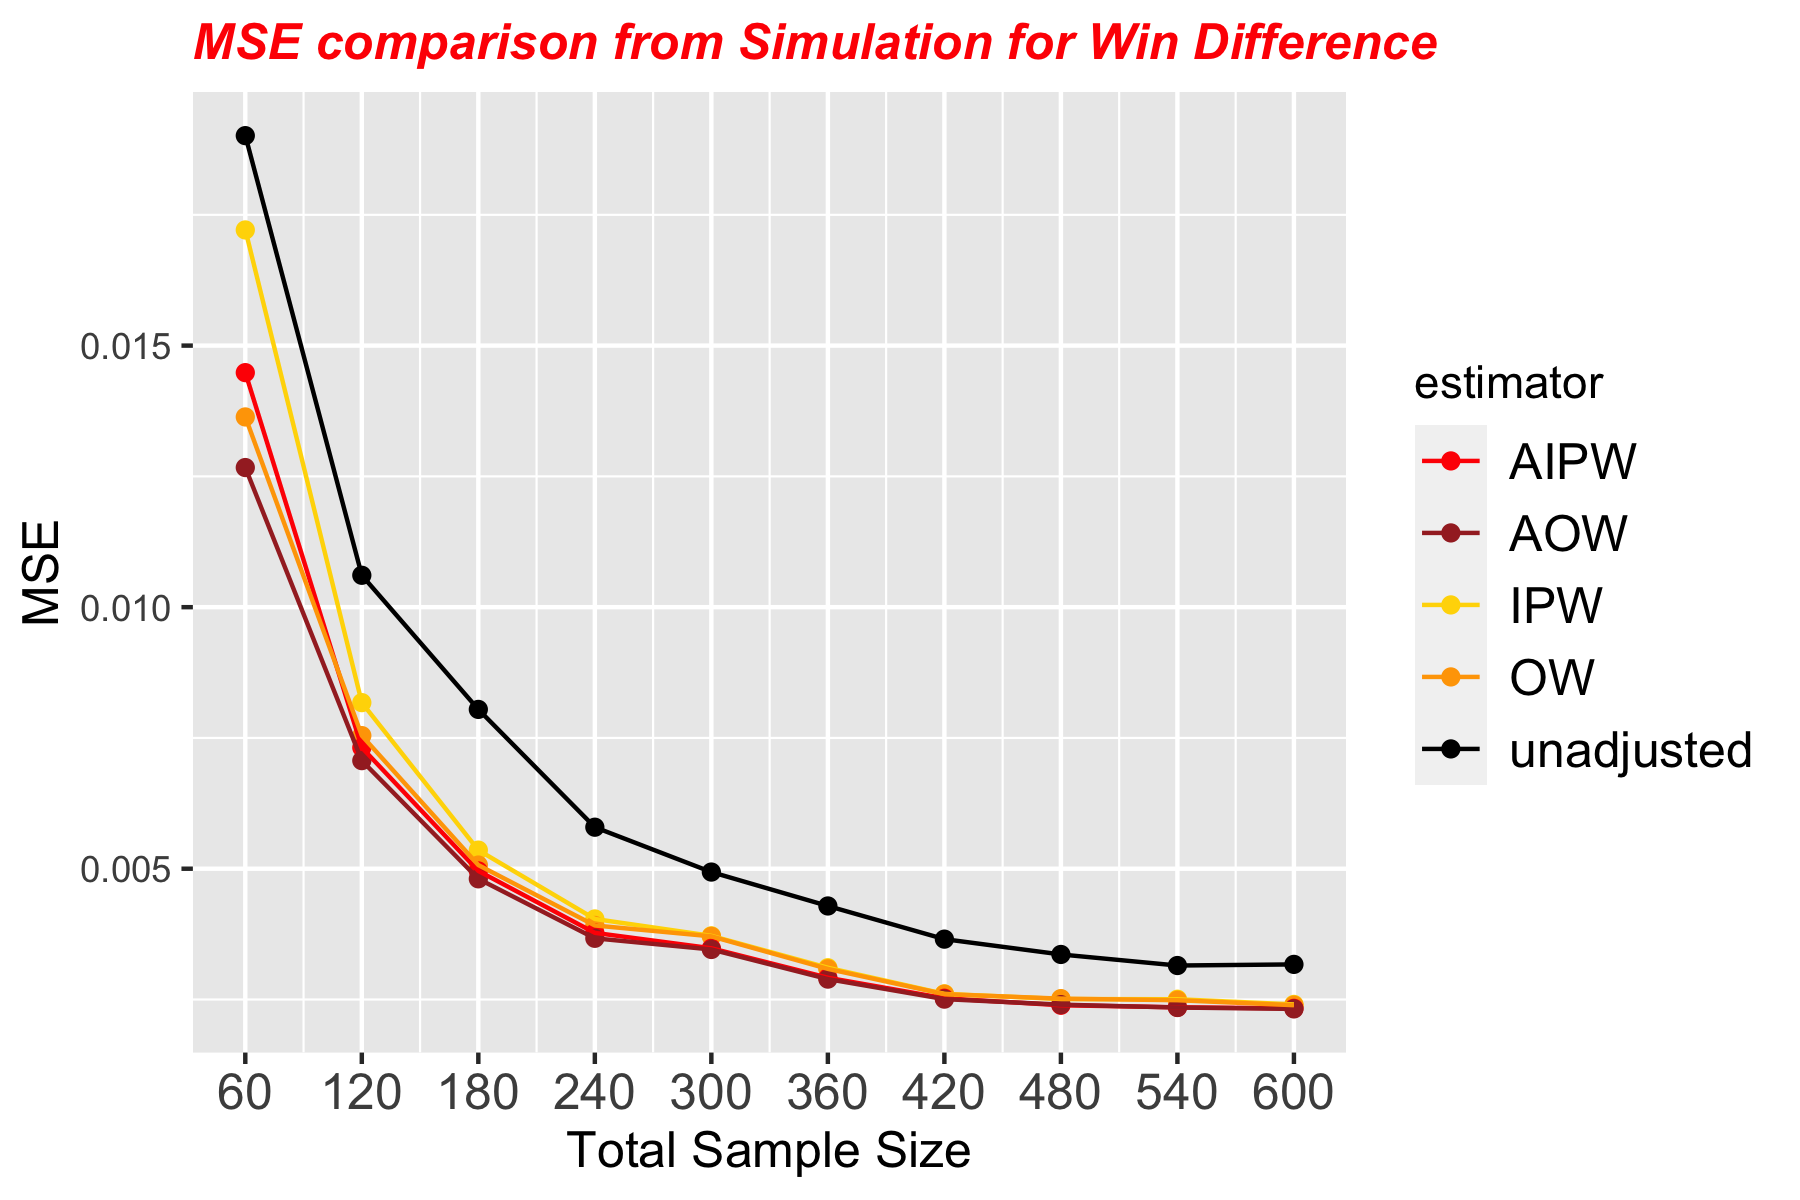 MSE comparison from Simulation for Win Difference
MSE
0.015
0.010
0.005
60 120 180 240 300 360 420 480 540 600
Total Sample Size
estimator
AIPW
AOW
IPW
OW
unadjusted